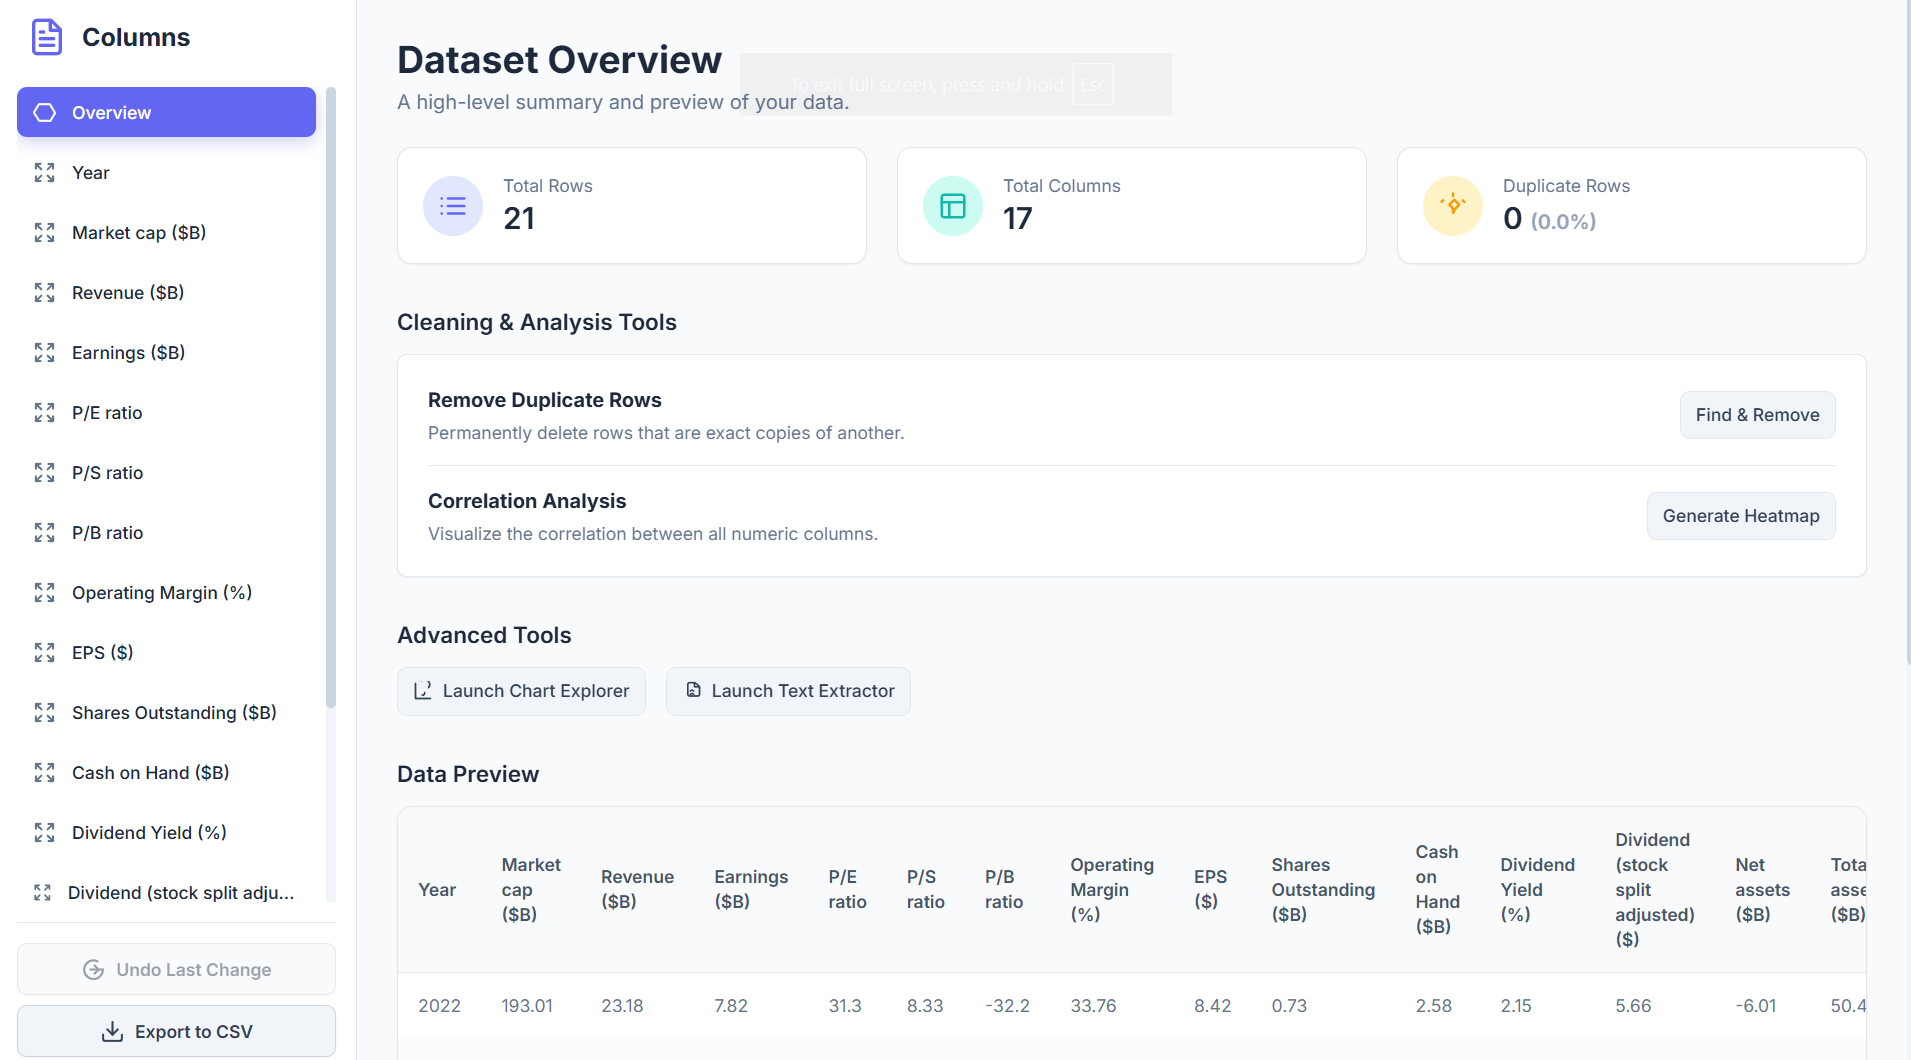 Columns
Overview
Year
Market cap ($B)
Revenue ($B)
Earnings ($B)
P/E ratio
P/S ratio
P/B ratio
Operating Margin (%)
EPS ($)
Shares Outstanding ($B)
Cash on Hand ($B)
Dividend Yield (%)
Dividend (stock split adju...
Undo Last Change
Export to CSV
Dataset Overview
A high-level summary and preview of your data.
To exit full screen, press and hold Esc
Total Rows
21
Total Columns
17
Duplicate Rows
0 (0.0%)
Cleaning & Analysis Tools
Remove Duplicate Rows
Permanently delete rows that are exact copies of another.
Find & Remove
Correlation Analysis
Visualize the correlation between all numeric columns.
Generate Heatmap
Advanced Tools
Launch Chart Explorer
Launch Text Extractor
Data Preview
Year
Market
cap
($B)
Revenue
($B)
Earnings
($B)
P/E
ratio
P/S
ratio
P/B
ratio
Operating
Margin
(%)
EPS
($)
Shares
Outstanding
($B)
Cash
on
Hand
($B)
Dividend
Yield
(%)
Dividend
(stock
split
adjusted)
($)
Net
assets
($B)
Tota
asse
($B)
2022 193.01 23.18 7.82 31.3 8.33 -32.2 33.76 8.42 0.73 2.58 2.15 5.66 -6.01 50.4